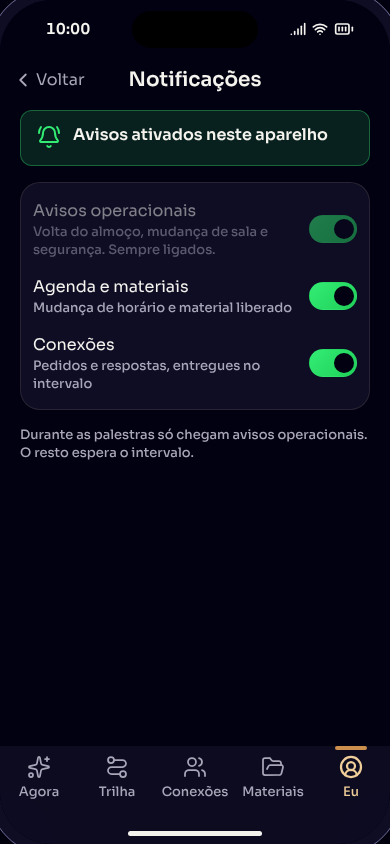 10:00
Voltar
Notificações
Avisos ativados neste aparelho
Avisos operacionais
Volta do almoço, mudança de sala e
segurança. Sempre ligados.
Agenda e materiais
Mudança de horário e material liberado
Conexões
Pedidos e respostas, entregues no
intervalo
Durante as palestras só chegam avisos operacionais.
O resto espera o intervalo.
Agora
Trilha
Conexões
Materiais
Eu